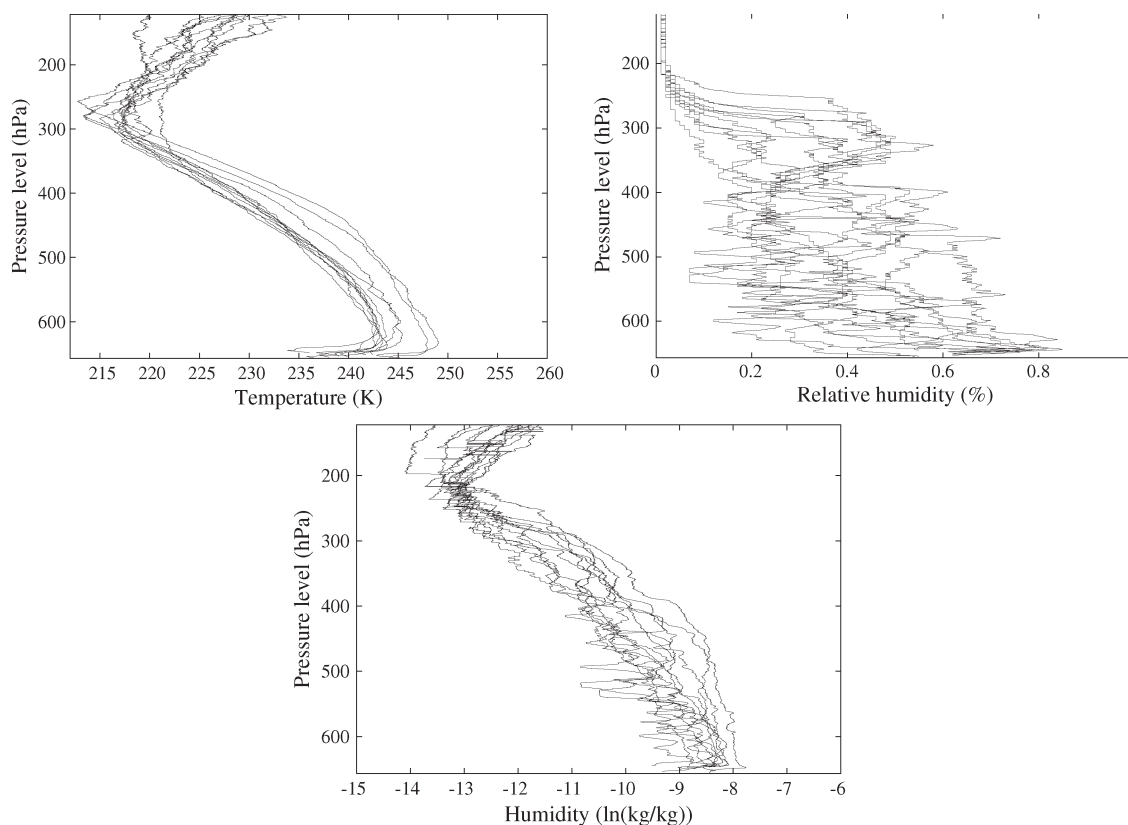 200
300
400
500
600
Pressure level (hPa)
215 220 225 230 235 240 245 250 255 260
Temperature (K)
200
300
400
500
600
Pressure level (hPa)
0 0.2 0.4 0.6 0.8
Relative humidity (%)
200
300
400
500
600
Pressure level (hPa)
-15 -14 -13 -12 -11 -10 -9 -8 -7 -6
Humidity (ln(kg/kg))